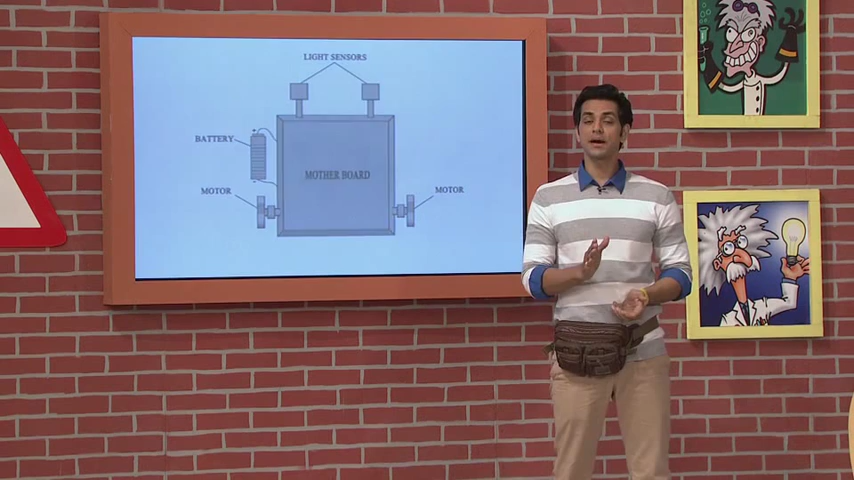 LIGHT SENSORS
BATTERY
MOTHER BOARD
MOTOR
MOTOR